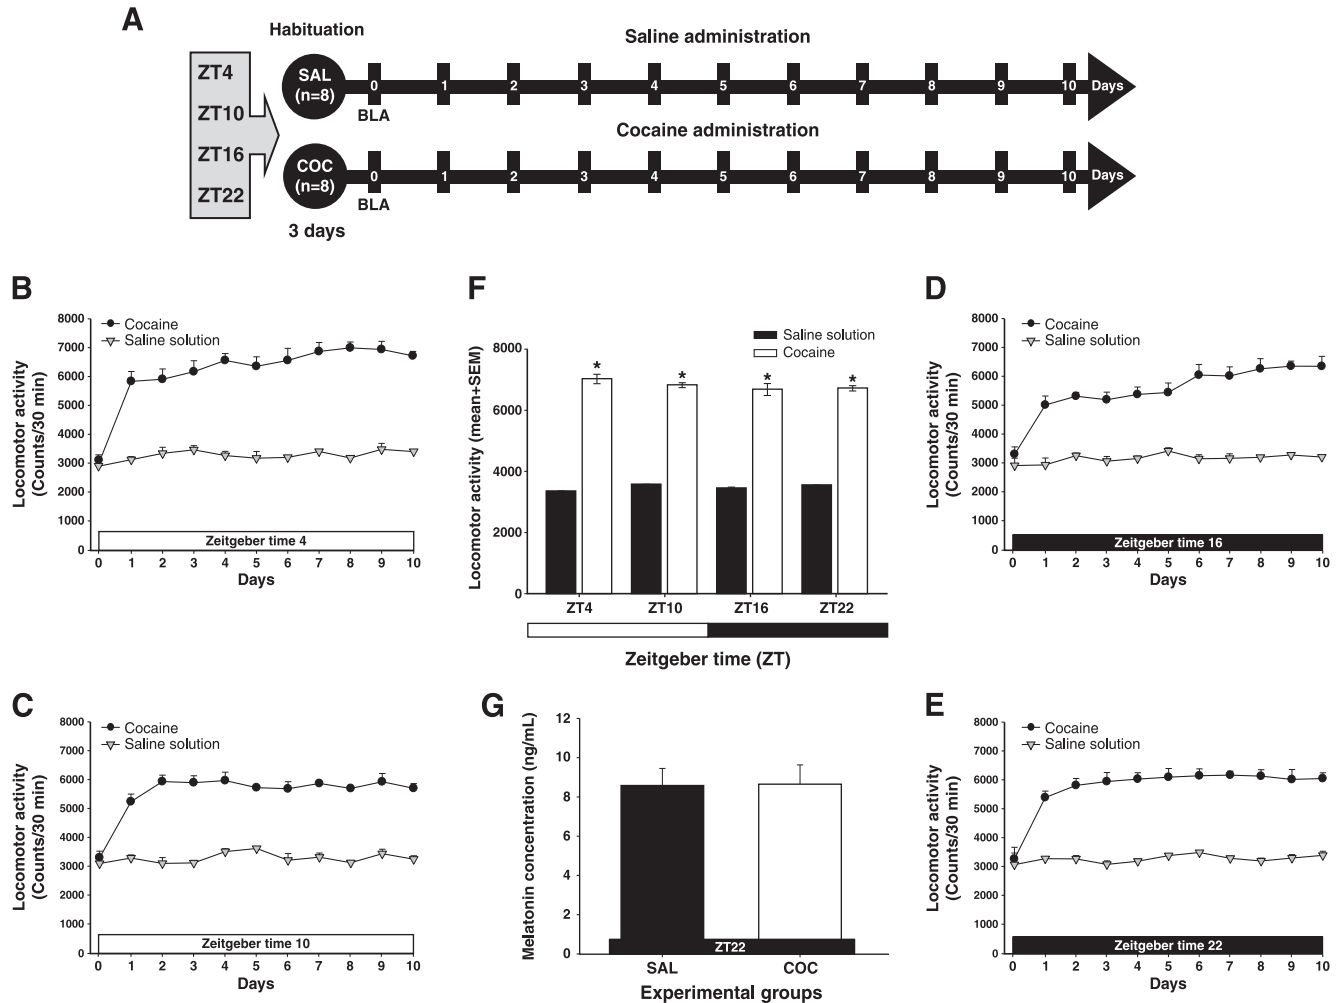 A
Habituation
Saline administration
ZT4
ZT10
ZT16
ZT22
SAL
(n=8)
0 1 2 3 4 5 6 7 8 9 10 Days
BLA
Cocaine administration
COC
(n=8)
0 1 2 3 4 5 6 7 8 9 10 Days
BLA
3 days
B
Locomotor activity
(Counts/30 min)
8000
7000
6000
5000
4000
3000
2000
1000
0
Cocaine
Saline solution
Zeitgeber time 4
0 1 2 3 4 5 6 7 8 9 10
Days
F
Locomotor activity (mean+SEM)
8000
6000
4000
2000
0
Saline solution
Cocaine
* * * *
ZT4 ZT10 ZT16 ZT22
Zeitgeber time (ZT)
D
Locomotor activity
(Counts/30 min)
8000
7000
6000
5000
4000
3000
2000
1000
0
Cocaine
Saline solution
Zeitgeber time 16
0 1 2 3 4 5 6 7 8 9 10
Days
C
Locomotor activity
(Counts/30 min)
8000
7000
6000
5000
4000
3000
2000
1000
0
Cocaine
Saline solution
Zeitgeber time 10
0 1 2 3 4 5 6 7 8 9 10
Days
G
Melatonin concentration (ng/mL)
12
10
8
6
4
2
0
ZT22
SAL COC
Experimental groups
E
Locomotor activity
(Counts/30 min)
8000
7000
6000
5000
4000
3000
2000
1000
0
Cocaine
Saline solution
Zeitgeber time 22
0 1 2 3 4 5 6 7 8 9 10
Days